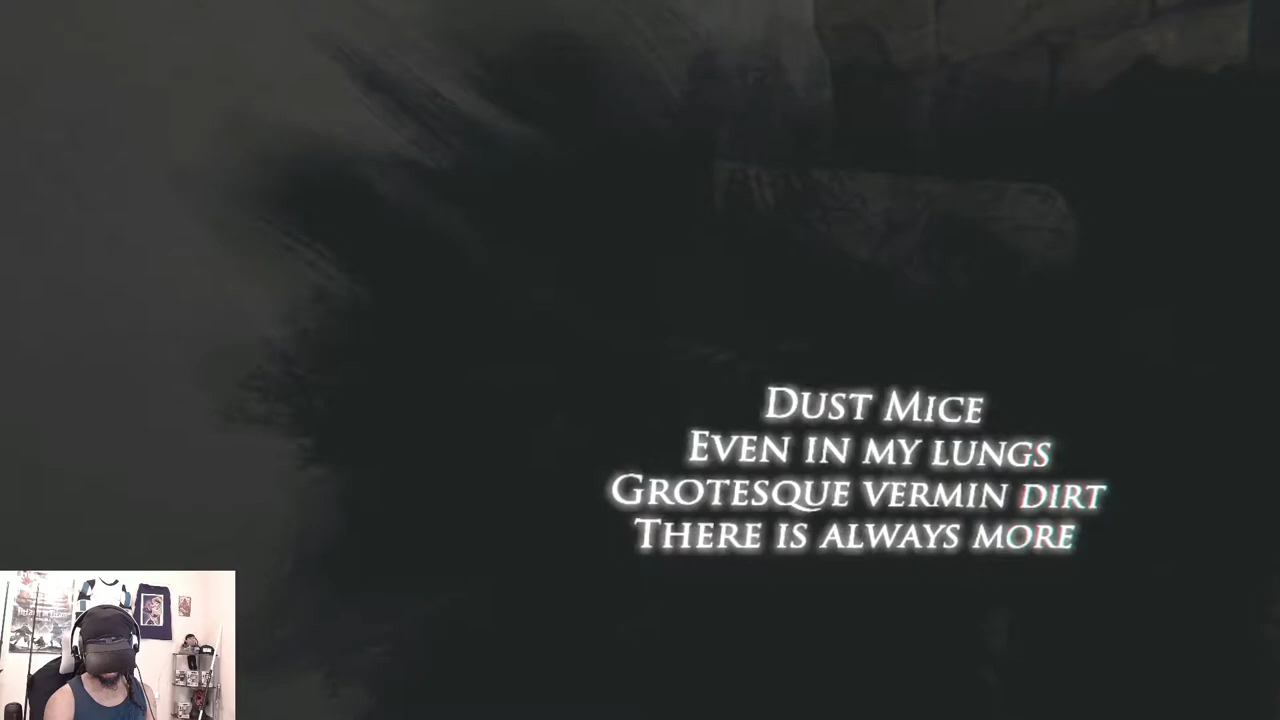 Dust Mice
Even in my lungs
Grotesque vermin dirt
There is always more